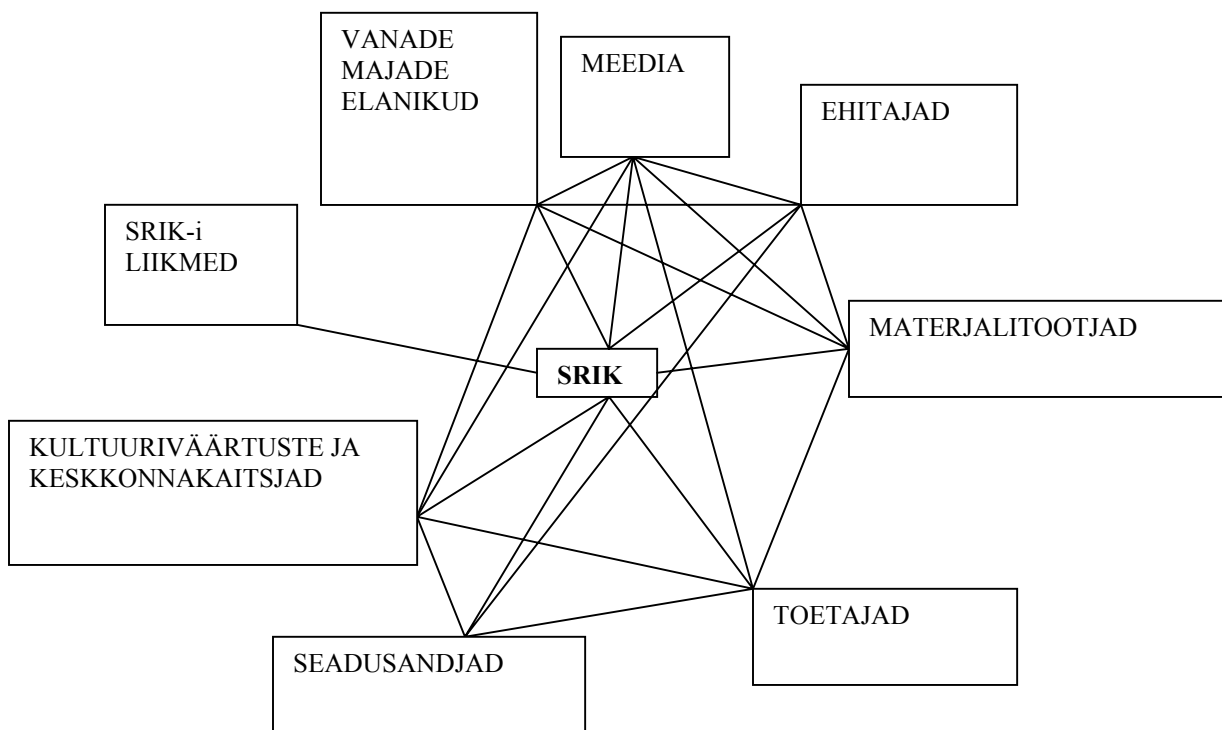 VANADE
MAJADE
ELANIKUD
MEEDIA
EHITAJAD
SRIK-i
LIIKMED
MATERJALITOOTJAD
SRIK
KULTUURIVÄÄRTUSTE JA
KESKKONNAKAITSJAD
TOETAJAD
SEADUSANDJAD